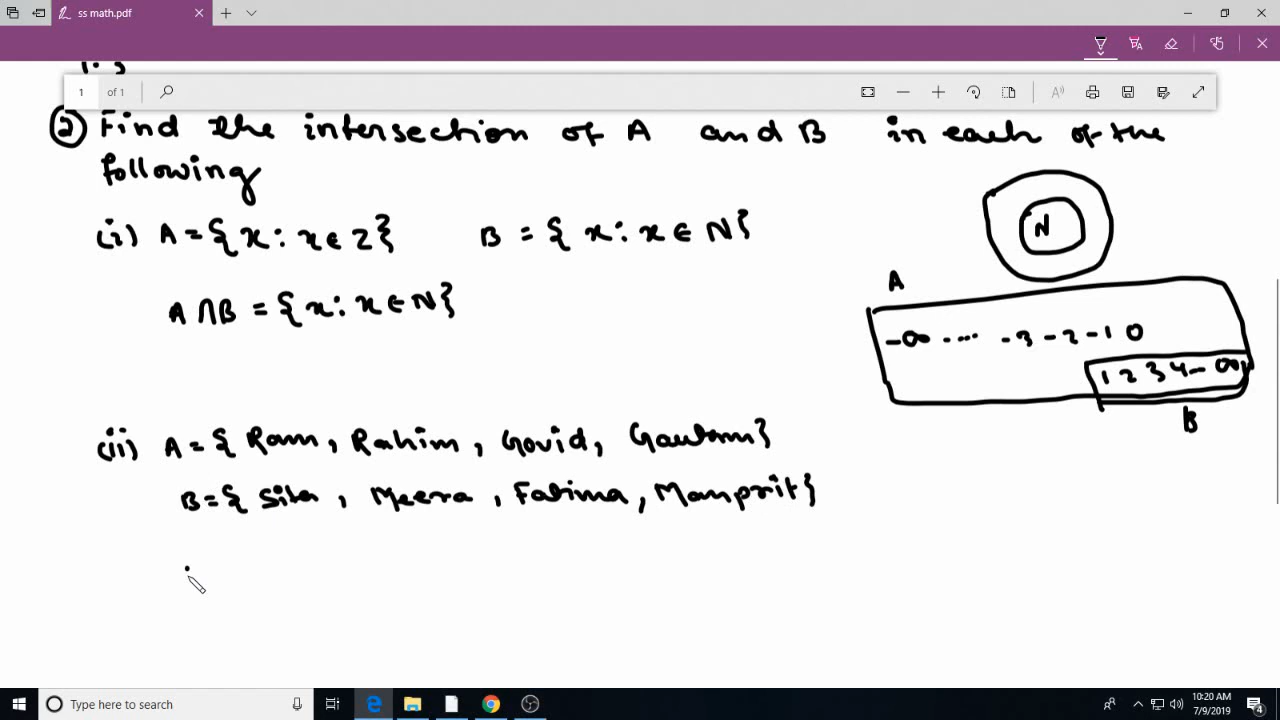 ss math.pdf
1 of 1
② Find the intersection of A and B in each of the
following
(i) A = {x : x ∈ Z} B = { x : x ∈ N}
N
A ∩ B = {x : x ∈ N}
A
-∞ .... -3 -2 -1 0
1 2 3 4 -- ∞
B
(ii) A = { Ram, Rahim, Govid, Gautam}
B = { Sita, Meera, Fatima, Manprit}
Type here to search
10:20 AM
7/9/2019
4